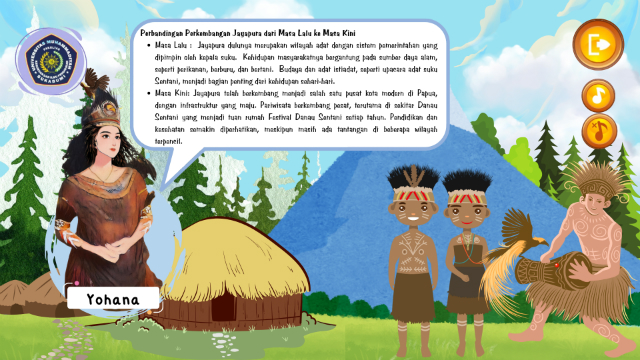 Perbandingan Perkembangan Jayapura dari Masa Lalu ke Masa Kini
• Masa Lalu : Jayapura dulunya merupakan wilayah adat dengan sistem pemerintahan yang
dipimpin oleh kepala suku. Kehidupan masyarakatnya bergantung pada sumber daya alam,
seperti perikanan, berburu, dan bertani. Budaya dan adat istiadat, seperti upacara adat suku
Sentani, menjadi bagian penting dari kehidupan sehari-hari.
• Masa Kini: Jayapura telah berkembang menjadi salah satu pusat kota modern di Papua,
dengan infrastruktur yang maju. Pariwisata berkembang pesat, terutama di sekitar Danau
Sentani yang menjadi tuan rumah Festival Danau Sentani setiap tahun. Pendidikan dan
kesehatan semakin diperhatikan, meskipun masih ada tantangan di beberapa wilayah
terpencil.
UNIVERSITAS MUHAMMADIYAH
SUKABUMI
Yohana